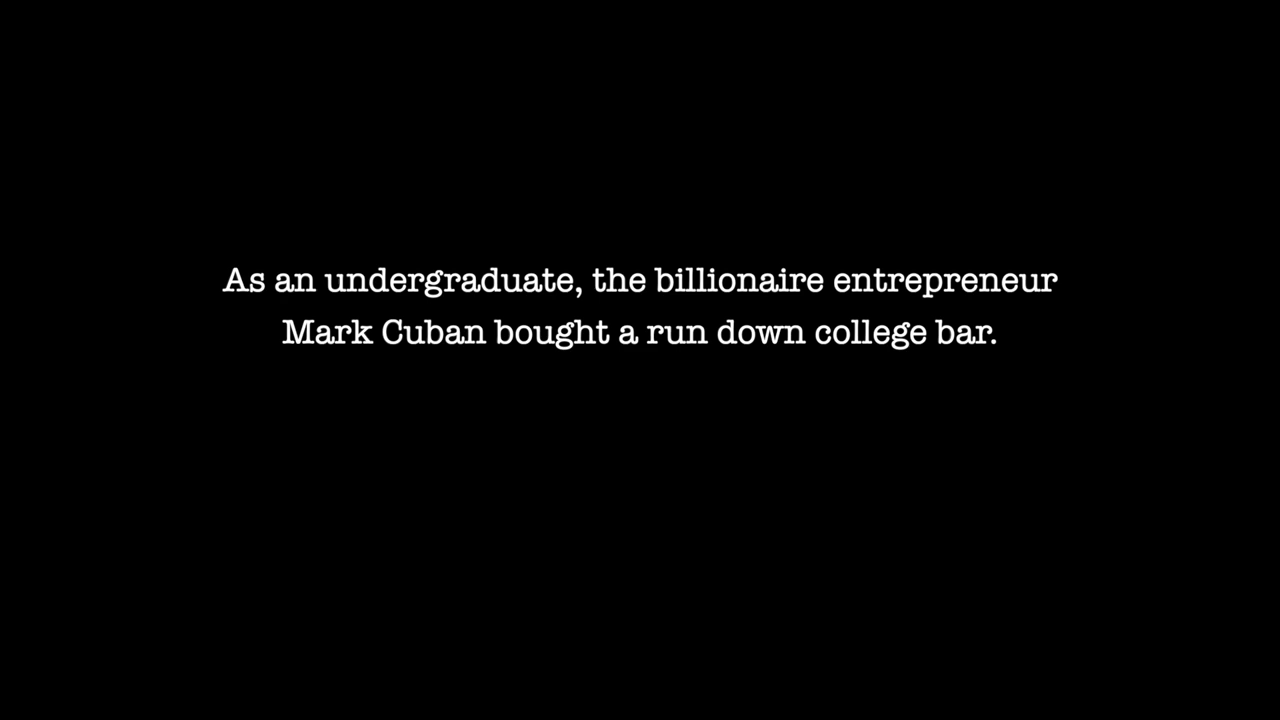 As an undergraduate, the billionaire entrepreneur
Mark Cuban bought a run down college bar.